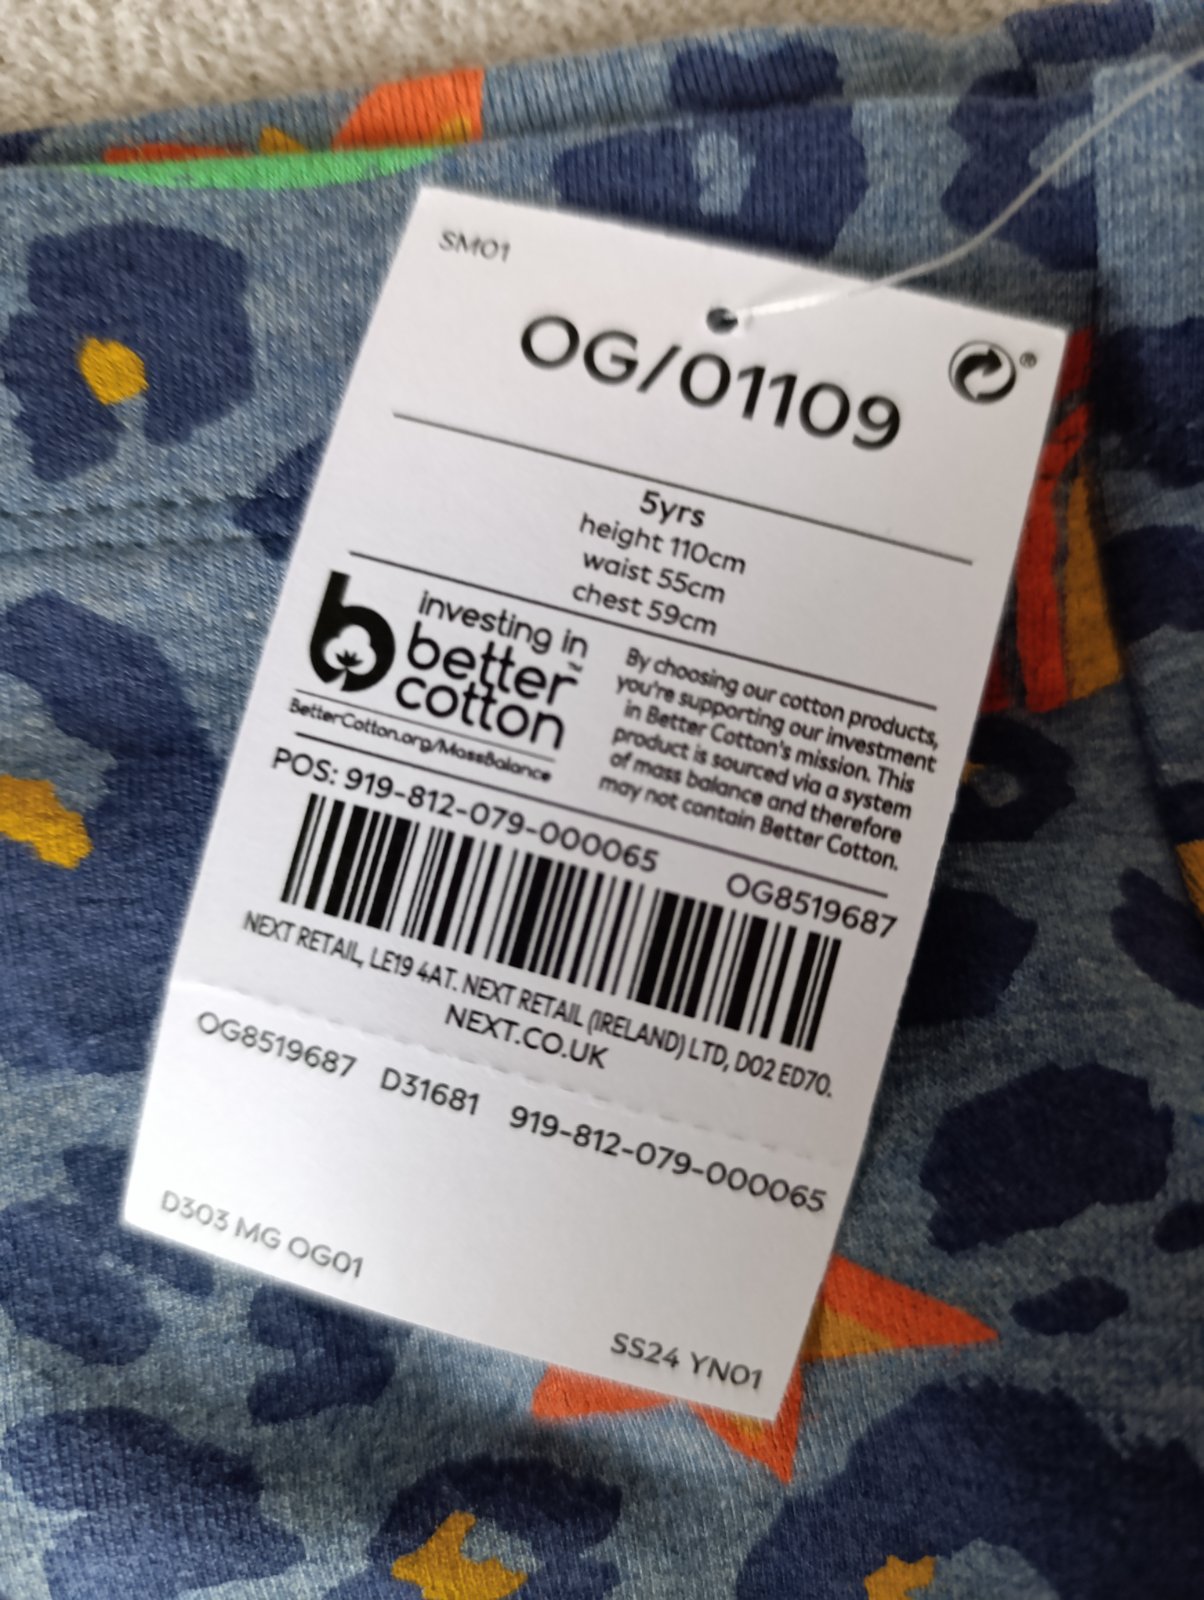 SM01
OG/01109
®
5yrs
height 110cm
waist 55cm
chest 59cm
investing in
better™
cotton
BetterCotton.org/MassBalance
By choosing our cotton products,
you're supporting our investment
in Better Cotton's mission. This
product is sourced via a system
of mass balance and therefore
may not contain Better Cotton.
POS: 919-812-079-000065
OG8519687
NEXT RETAIL, LE19 4AT. NEXT RETAIL (IRELAND) LTD, D02 ED70.
NEXT.CO.UK
OG8519687 D31681 919-812-079-000065
D303 MG OG01
SS24 YN01